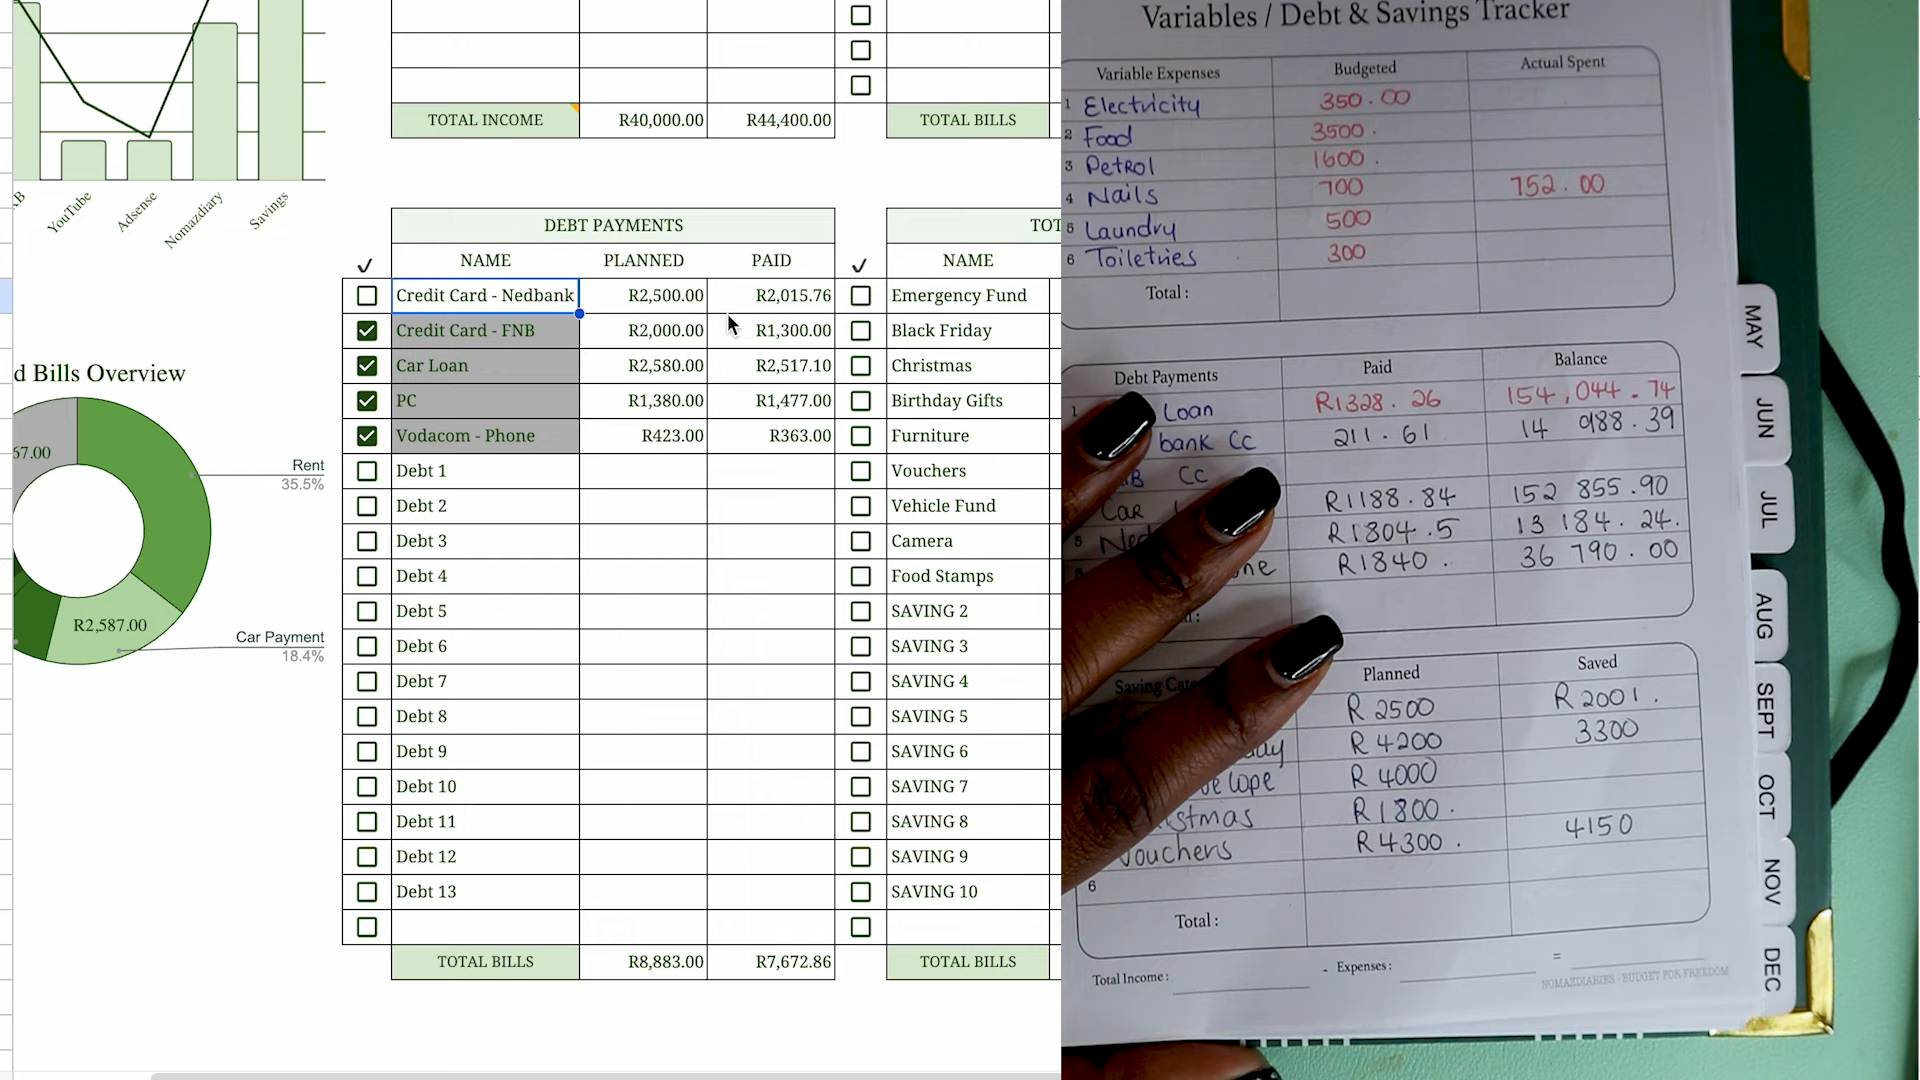 TOTAL INCOME R40,000.00 R44,400.00 TOTAL BILLS
YouTube
Adsense
Nomazdiary
Savings
DEBT PAYMENTS
NAME PLANNED PAID NAME
Credit Card - Nedbank R2,500.00 R2,015.76 Emergency Fund
Credit Card - FNB R2,000.00 R1,300.00 Black Friday
Car Loan R2,580.00 R2,517.10 Christmas
PC R1,380.00 R1,477.00 Birthday Gifts
Vodacom - Phone R423.00 R363.00 Furniture
Debt 1 Vouchers
Debt 2 Vehicle Fund
Debt 3 Camera
Debt 4 Food Stamps
Debt 5 SAVING 2
Debt 6 SAVING 3
Debt 7 SAVING 4
Debt 8 SAVING 5
Debt 9 SAVING 6
Debt 10 SAVING 7
Debt 11 SAVING 8
Debt 12 SAVING 9
Debt 13 SAVING 10
TOTAL BILLS R8,883.00 R7,672.86 TOTAL BILLS
d Bills Overview
Rent
35.5%
R2,587.00
Car Payment
18.4%
Variables / Debt & Savings Tracker
Variable Expenses Budgeted Actual Spent
1 Electricity 350.00
2 Food 3500.
3 Petrol 1600.
4 Nails 700 752.00
5 Laundry 500
6 Toiletries 300
Total:
Debt Payments Paid Balance
1 Loan R1328.26 154,044.74
bank Cc 211.61 14 988.39
CC
Car R1188.84 152 855.90
5 R1804.5 13 184.24.
R1840. 36 790.00
Planned Saved
R 2500 R 2001.
R 4200 3300
R 4000
R 1800.
Vouchers R 4300. 4150
6
Total:
Total Income: - Expenses: =
NOMAZDIARIES - BUDGET FOR FREEDOM
MAY
JUN
JUL
AUG
SEPT
OCT
NOV
DEC